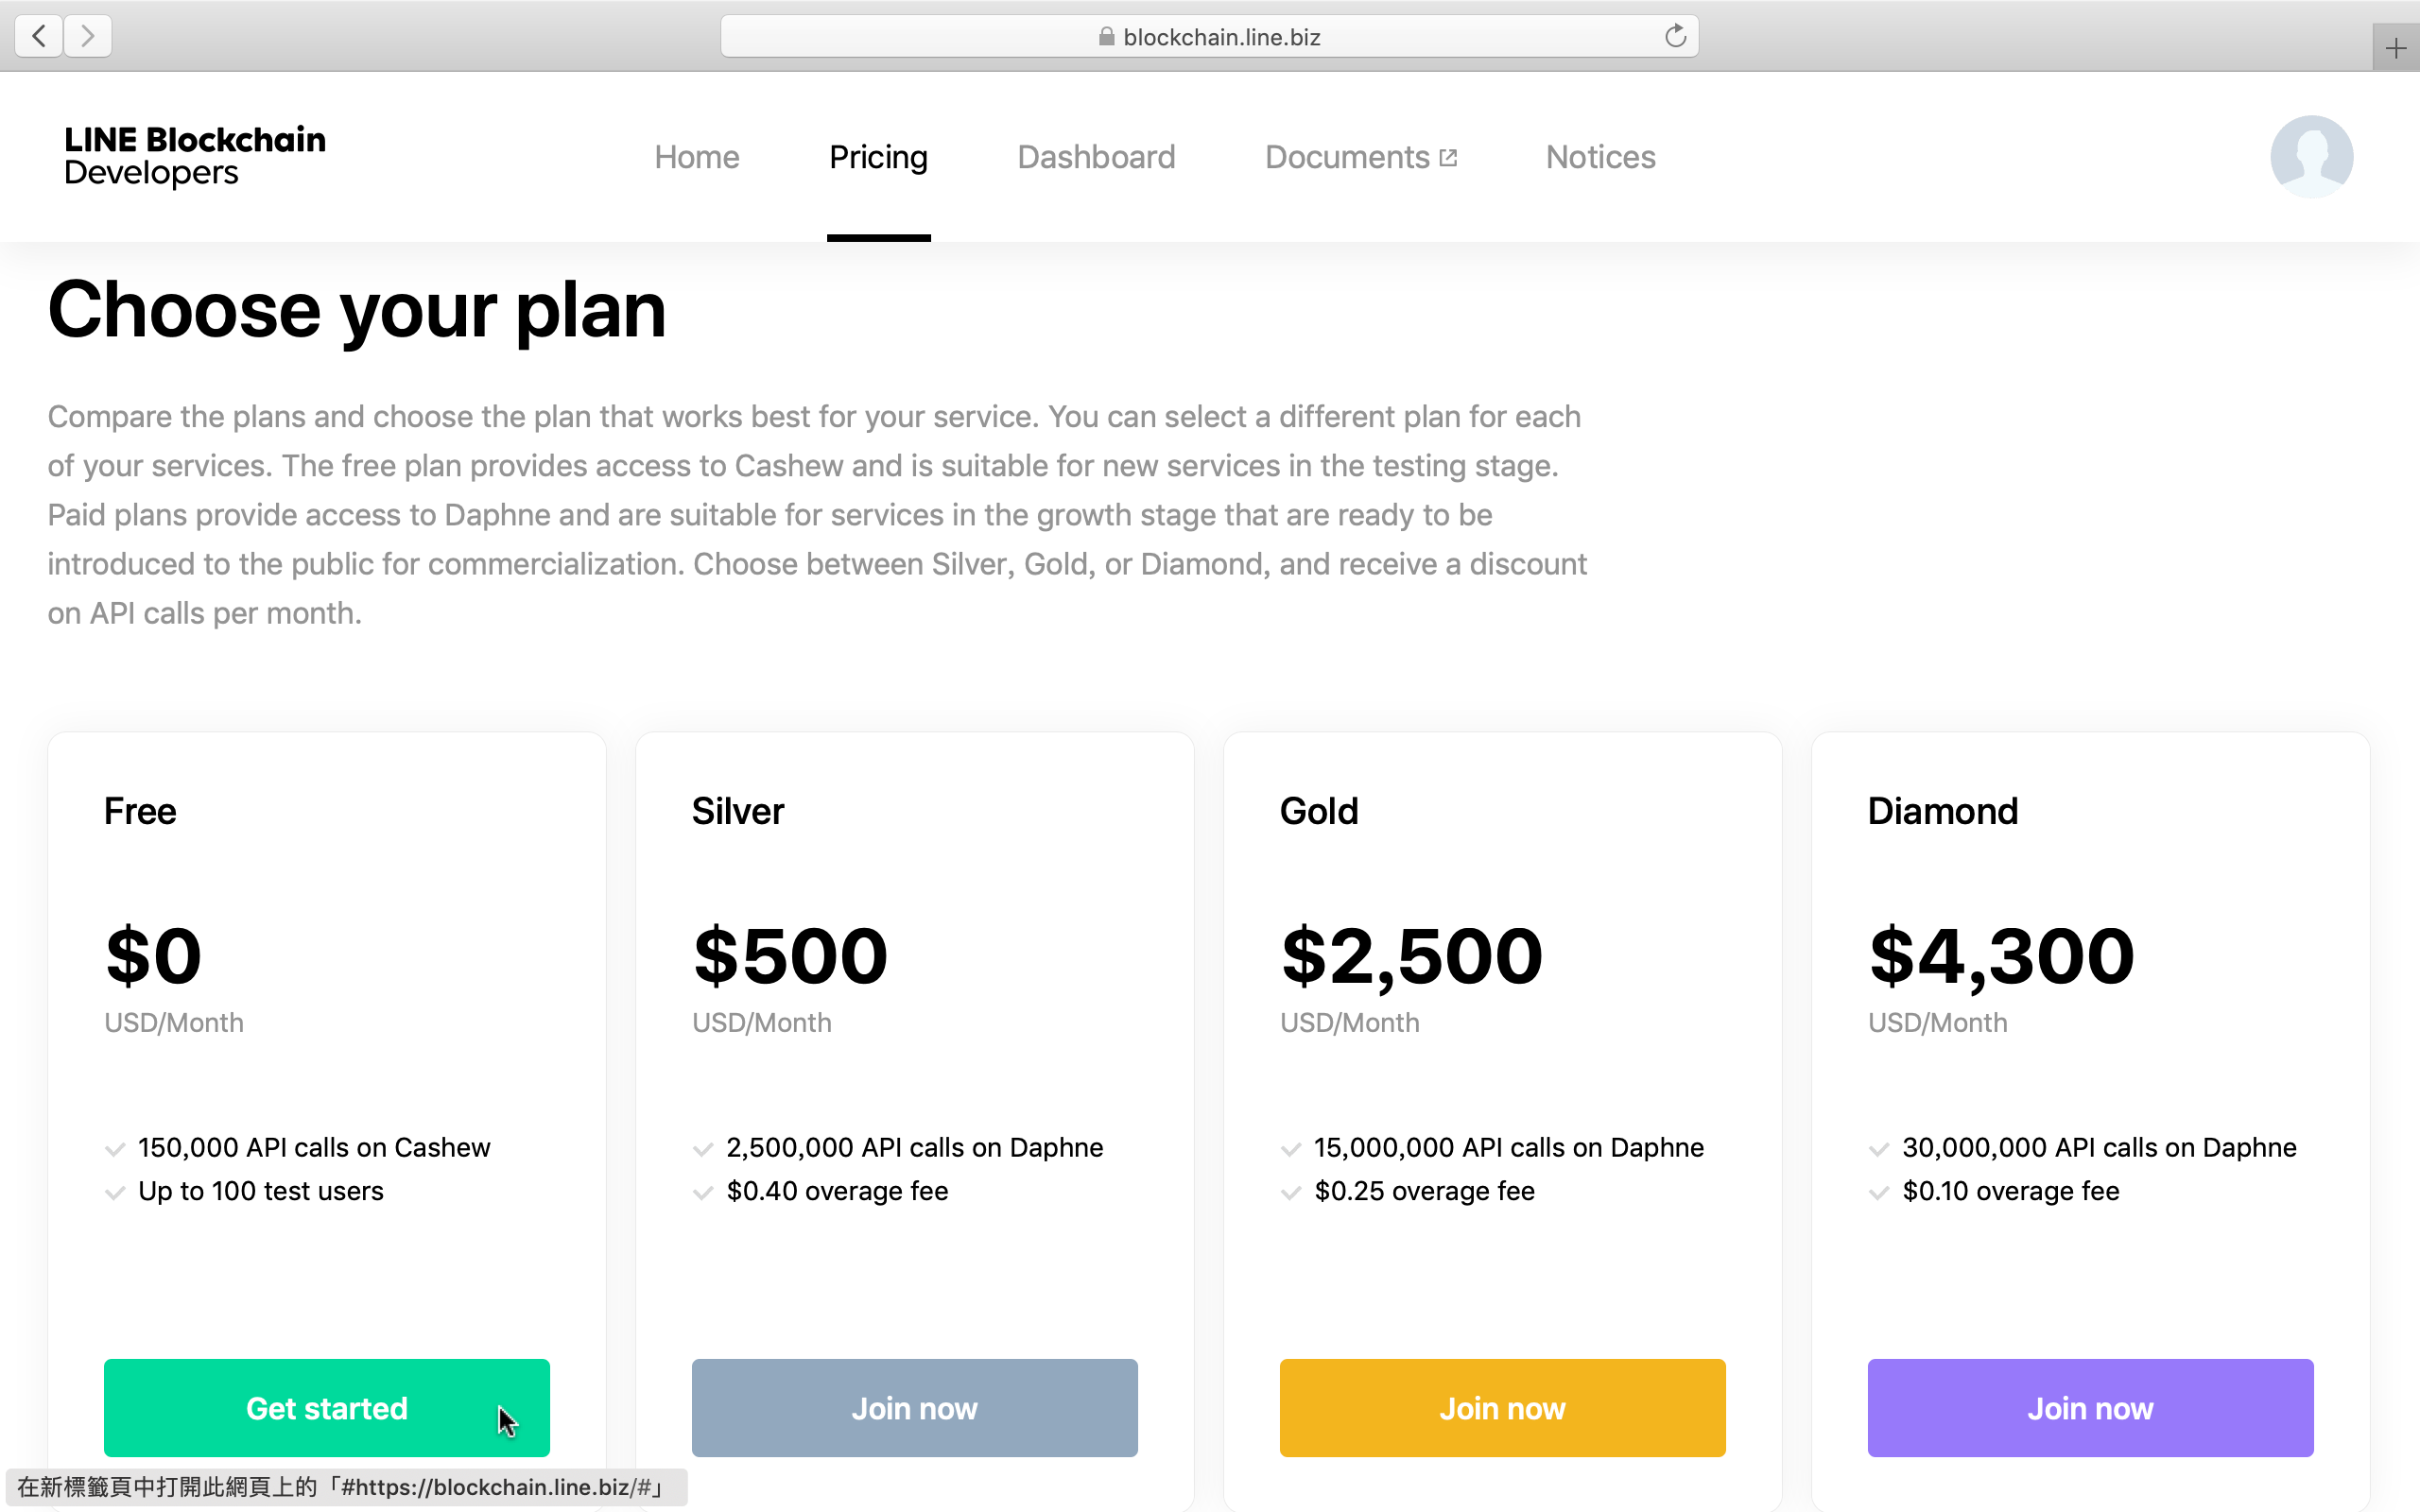 blockchain.line.biz
LINE Blockchain
Developers
Home
Pricing
Dashboard
Documents
Notices
Choose your plan
Compare the plans and choose the plan that works best for your service. You can select a different plan for each
of your services. The free plan provides access to Cashew and is suitable for new services in the testing stage.
Paid plans provide access to Daphne and are suitable for services in the growth stage that are ready to be
introduced to the public for commercialization. Choose between Silver, Gold, or Diamond, and receive a discount
on API calls per month.
Free
$0
USD/Month
150,000 API calls on Cashew
Up to 100 test users
Get started
Silver
$500
USD/Month
2,500,000 API calls on Daphne
$0.40 overage fee
Join now
Gold
$2,500
USD/Month
15,000,000 API calls on Daphne
$0.25 overage fee
Join now
Diamond
$4,300
USD/Month
30,000,000 API calls on Daphne
$0.10 overage fee
Join now
在新標籤頁中打開此網頁上的「#https://blockchain.line.biz/#」